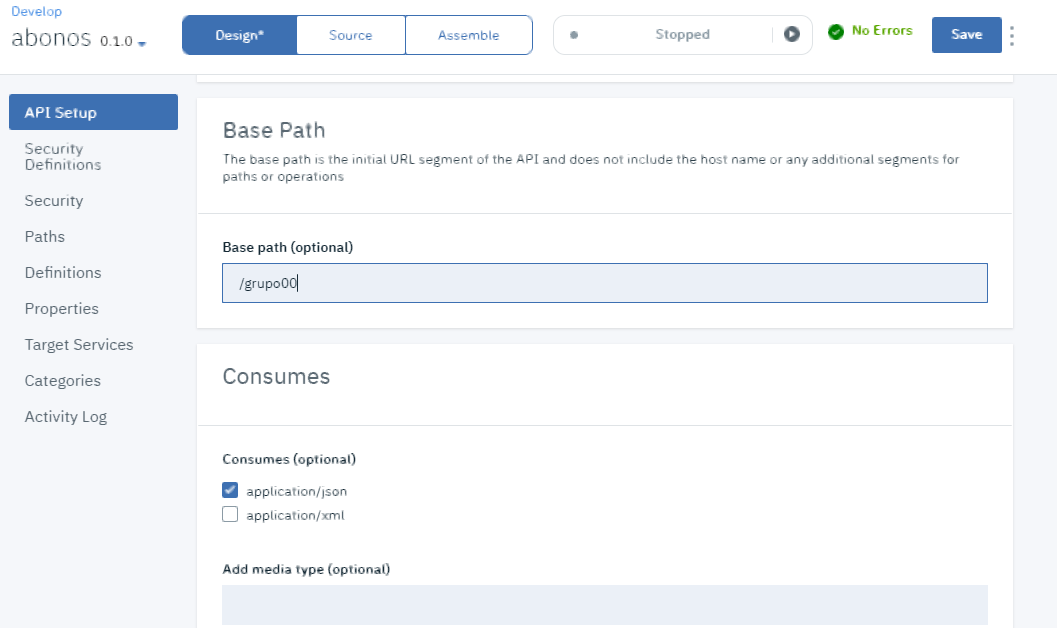 Develop
abonos 0.1.0
Design*
Source
Assemble
Stopped
No Errors
Save
API Setup
Security
Definitions
Security
Paths
Definitions
Properties
Target Services
Categories
Activity Log
Base Path
The base path is the initial URL segment of the API and does not include the host name or any additional segments for
paths or operations
Base path (optional)
/grupo00
Consumes
Consumes (optional)
application/json
application/xml
Add media type (optional)